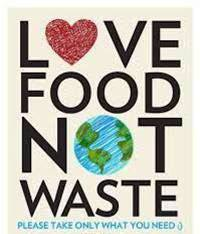 LOVE
FOOD
NOT
WASTE
PLEASE TAKE ONLY WHAT YOU NEED :)